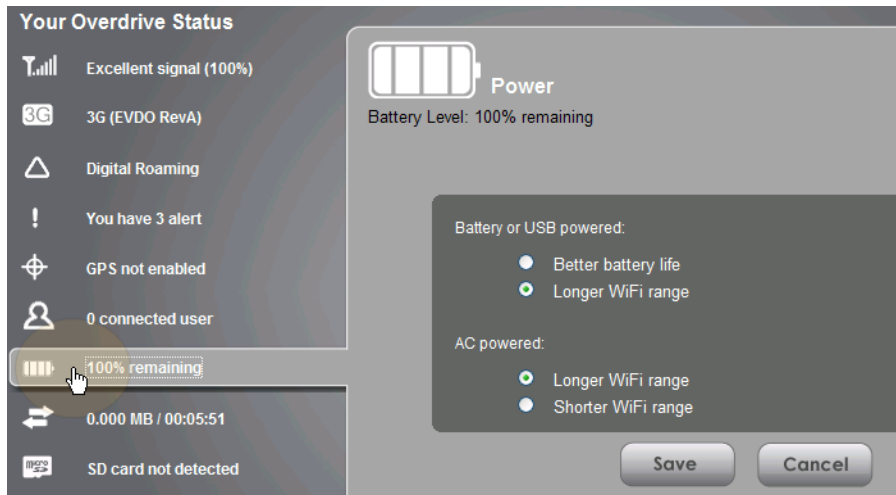 Your Overdrive Status
Excellent signal (100%)
3G
3G (EVDO RevA)
Digital Roaming
! You have 3 alert
GPS not enabled
0 connected user
100% remaining
0.000 MB / 00:05:51
micro SD
SD card not detected
Power
Battery Level: 100% remaining
Battery or USB powered:
Better battery life
Longer WiFi range
AC powered:
Longer WiFi range
Shorter WiFi range
Save
Cancel